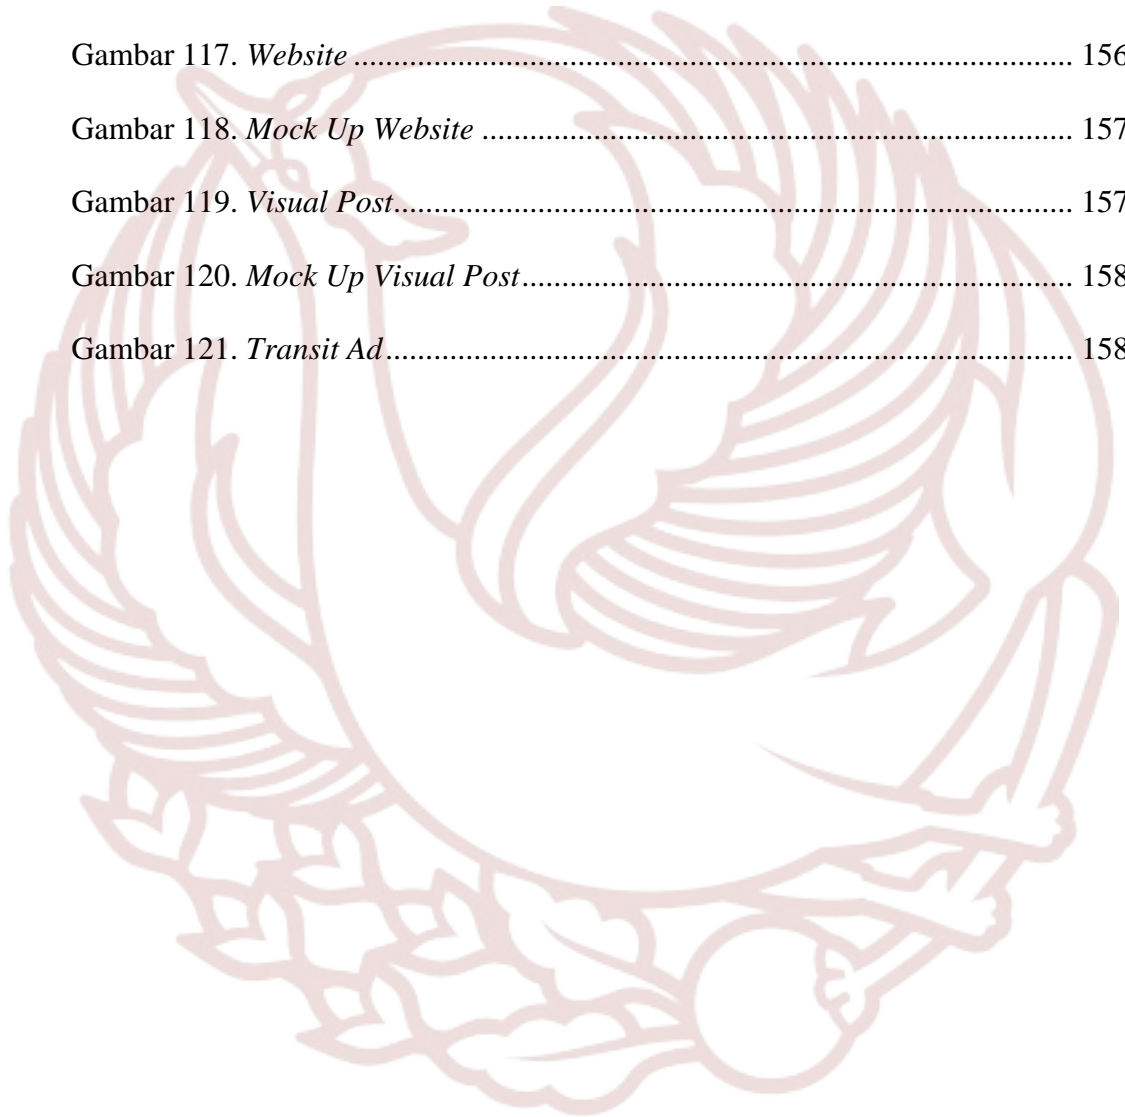 Gambar 117. Website ........................................................................................ 156
Gambar 118. Mock Up Website ........................................................................ 157
Gambar 119. Visual Post................................................................................... 157
Gambar 120. Mock Up Visual Post................................................................... 158
Gambar 121. Transit Ad.................................................................................... 158